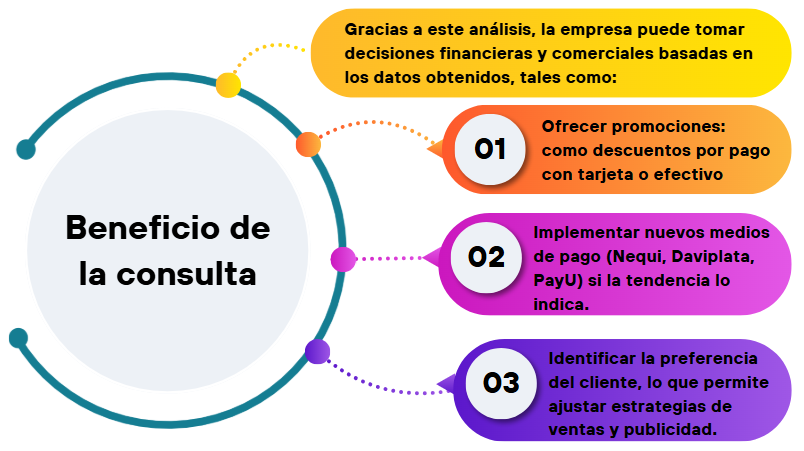 Gracias a este análisis, la empresa puede tomar
decisiones financieras y comerciales basadas en
los datos obtenidos, tales como:
Beneficio de
la consulta
01
Ofrecer promociones:
como descuentos por pago
con tarjeta o efectivo
02
Implementar nuevos medios
de pago (Nequi, Daviplata,
PayU) si la tendencia lo
indica.
03
Identificar la preferencia
del cliente, lo que permite
ajustar estrategias de
ventas y publicidad.